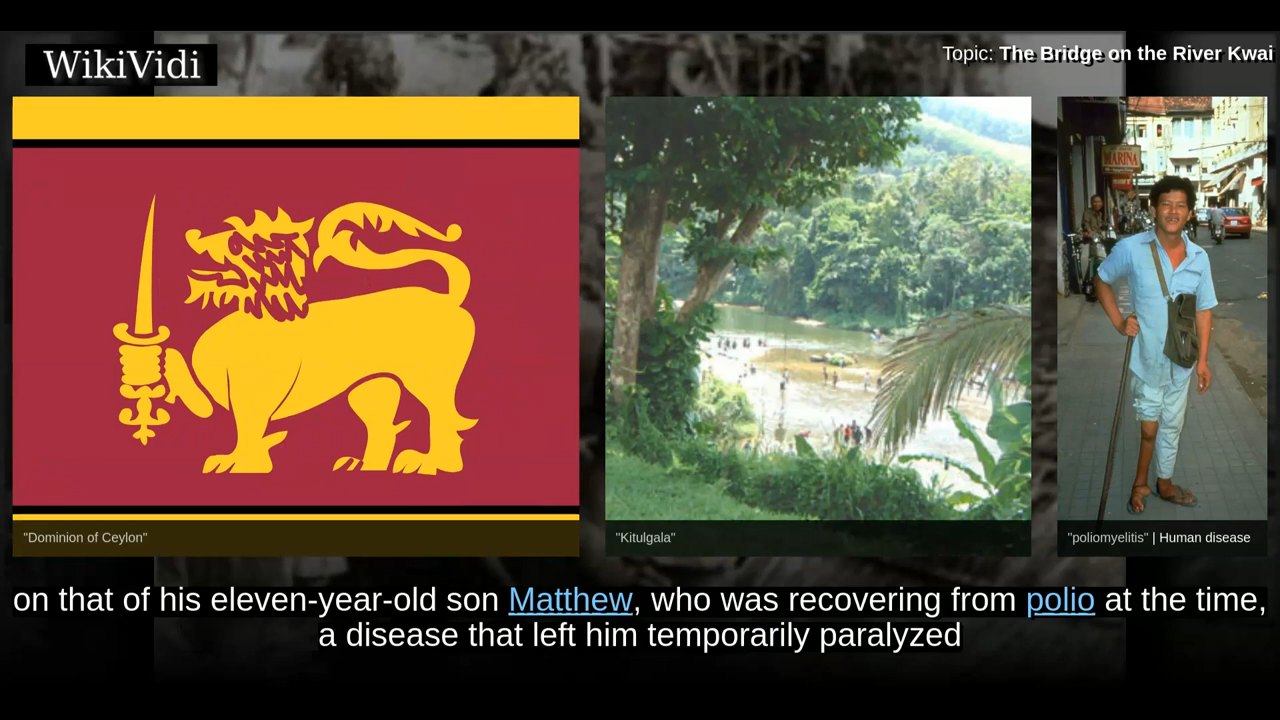 WikiVidi
Topic: The Bridge on the River Kwai
MARINA
"Dominion of Ceylon"
"Kitulgala"
"poliomyelitis" | Human disease
on that of his eleven-year-old son Matthew, who was recovering from polio at the time,
a disease that left him temporarily paralyzed